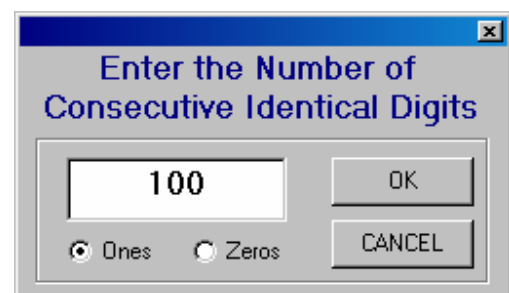 Enter the Number of
Consecutive Identical Digits
100
OK
Ones
Zeros
CANCEL